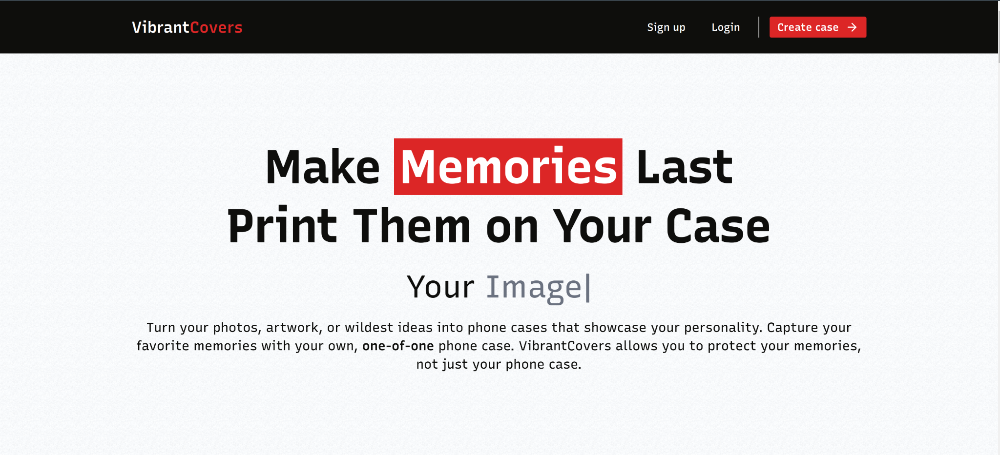 VibrantCovers
Sign up
Login
Create case
Make Memories Last
Print Them on Your Case
Your Image|
Turn your photos, artwork, or wildest ideas into phone cases that showcase your personality. Capture your
favorite memories with your own, one-of-one phone case. VibrantCovers allows you to protect your memories,
not just your phone case.